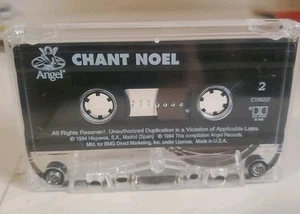 CHANT NOEL
Angel
2
All Rights Reserved. Unauthorized Duplication is a Violation of Applicable Laws.
℗ 1994 Hispavox, S.A., Madrid (Spain) © 1994 This compilation Angel Records.
Mfd. for BMG Direct Marketing, Inc. under License. Made in U.S.A.